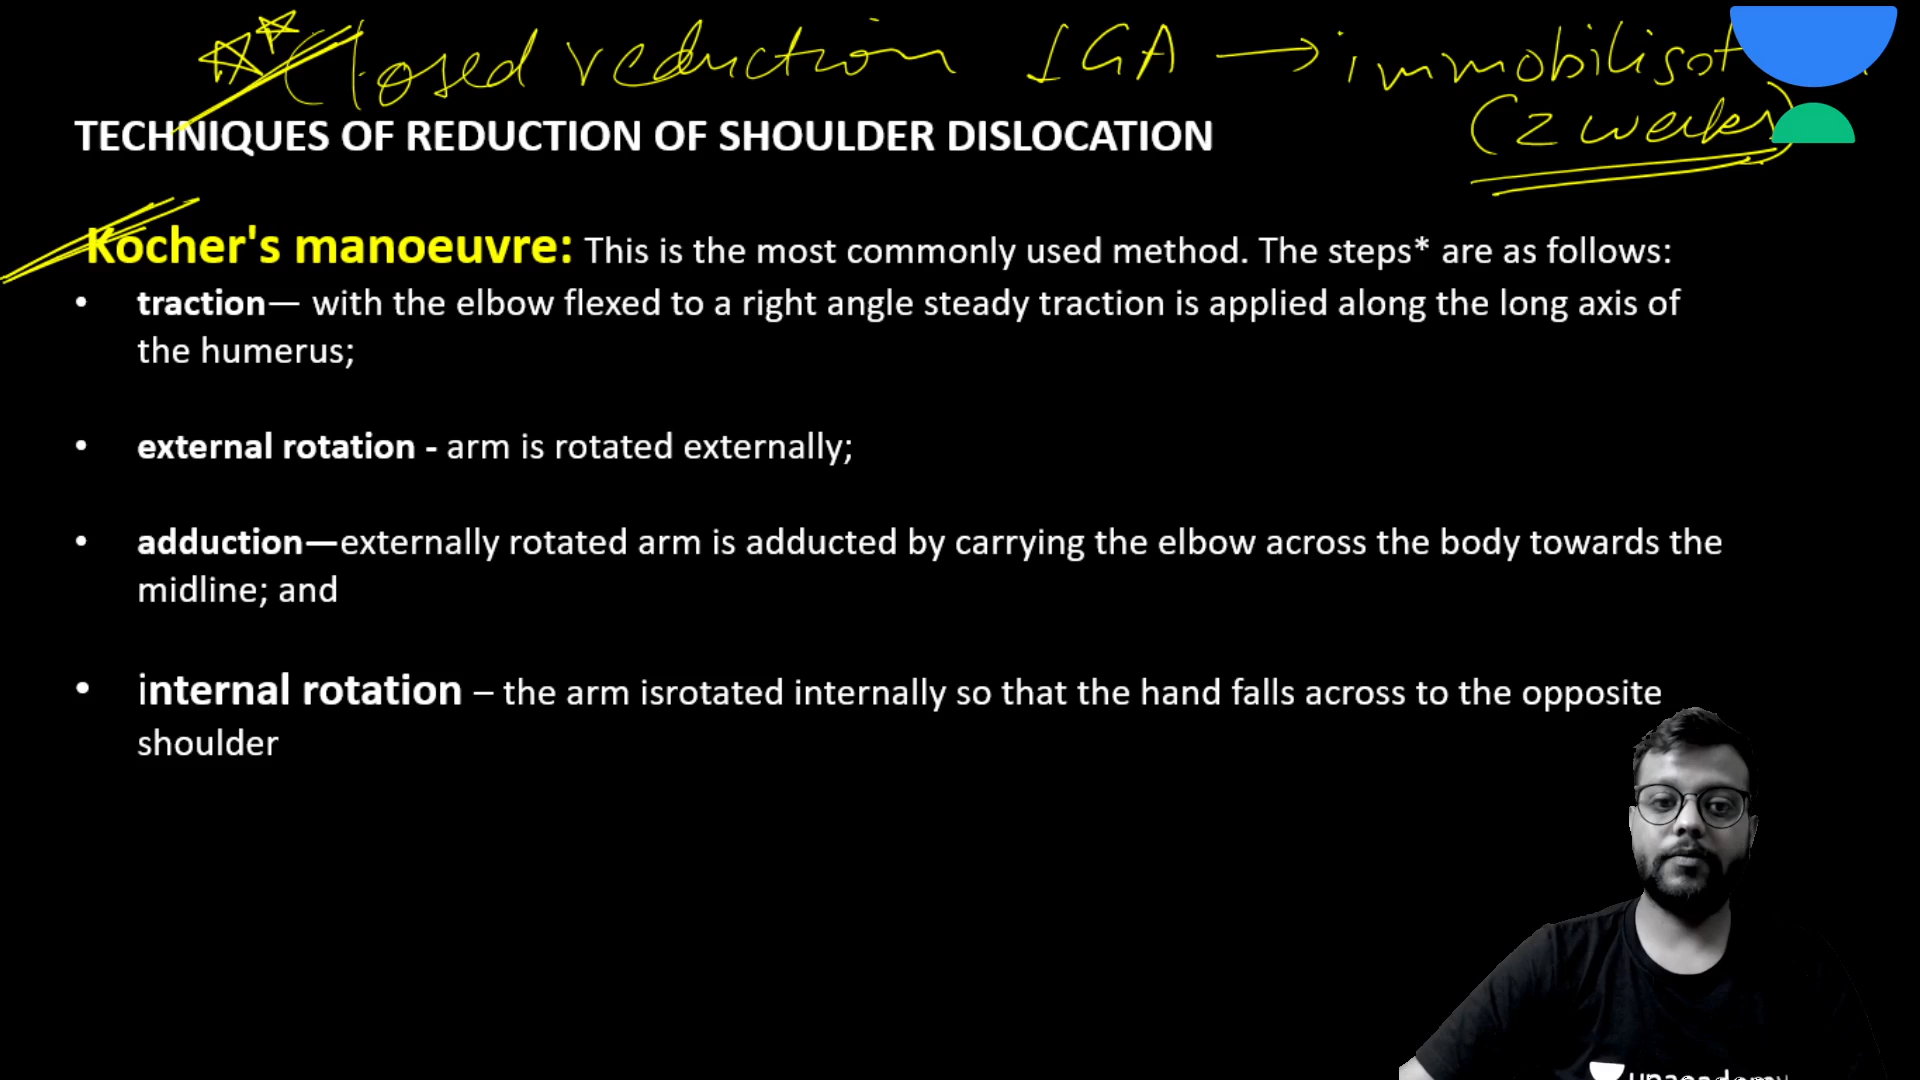 Closed reduction ↓GA → immobilisat
(2 weeks)
TECHNIQUES OF REDUCTION OF SHOULDER DISLOCATION
Kocher's manoeuvre: This is the most commonly used method. The steps* are as follows:
• traction— with the elbow flexed to a right angle steady traction is applied along the long axis of
the humerus;
• external rotation - arm is rotated externally;
• adduction—externally rotated arm is adducted by carrying the elbow across the body towards the
midline; and
• internal rotation – the arm isrotated internally so that the hand falls across to the opposite
shoulder
unacademy